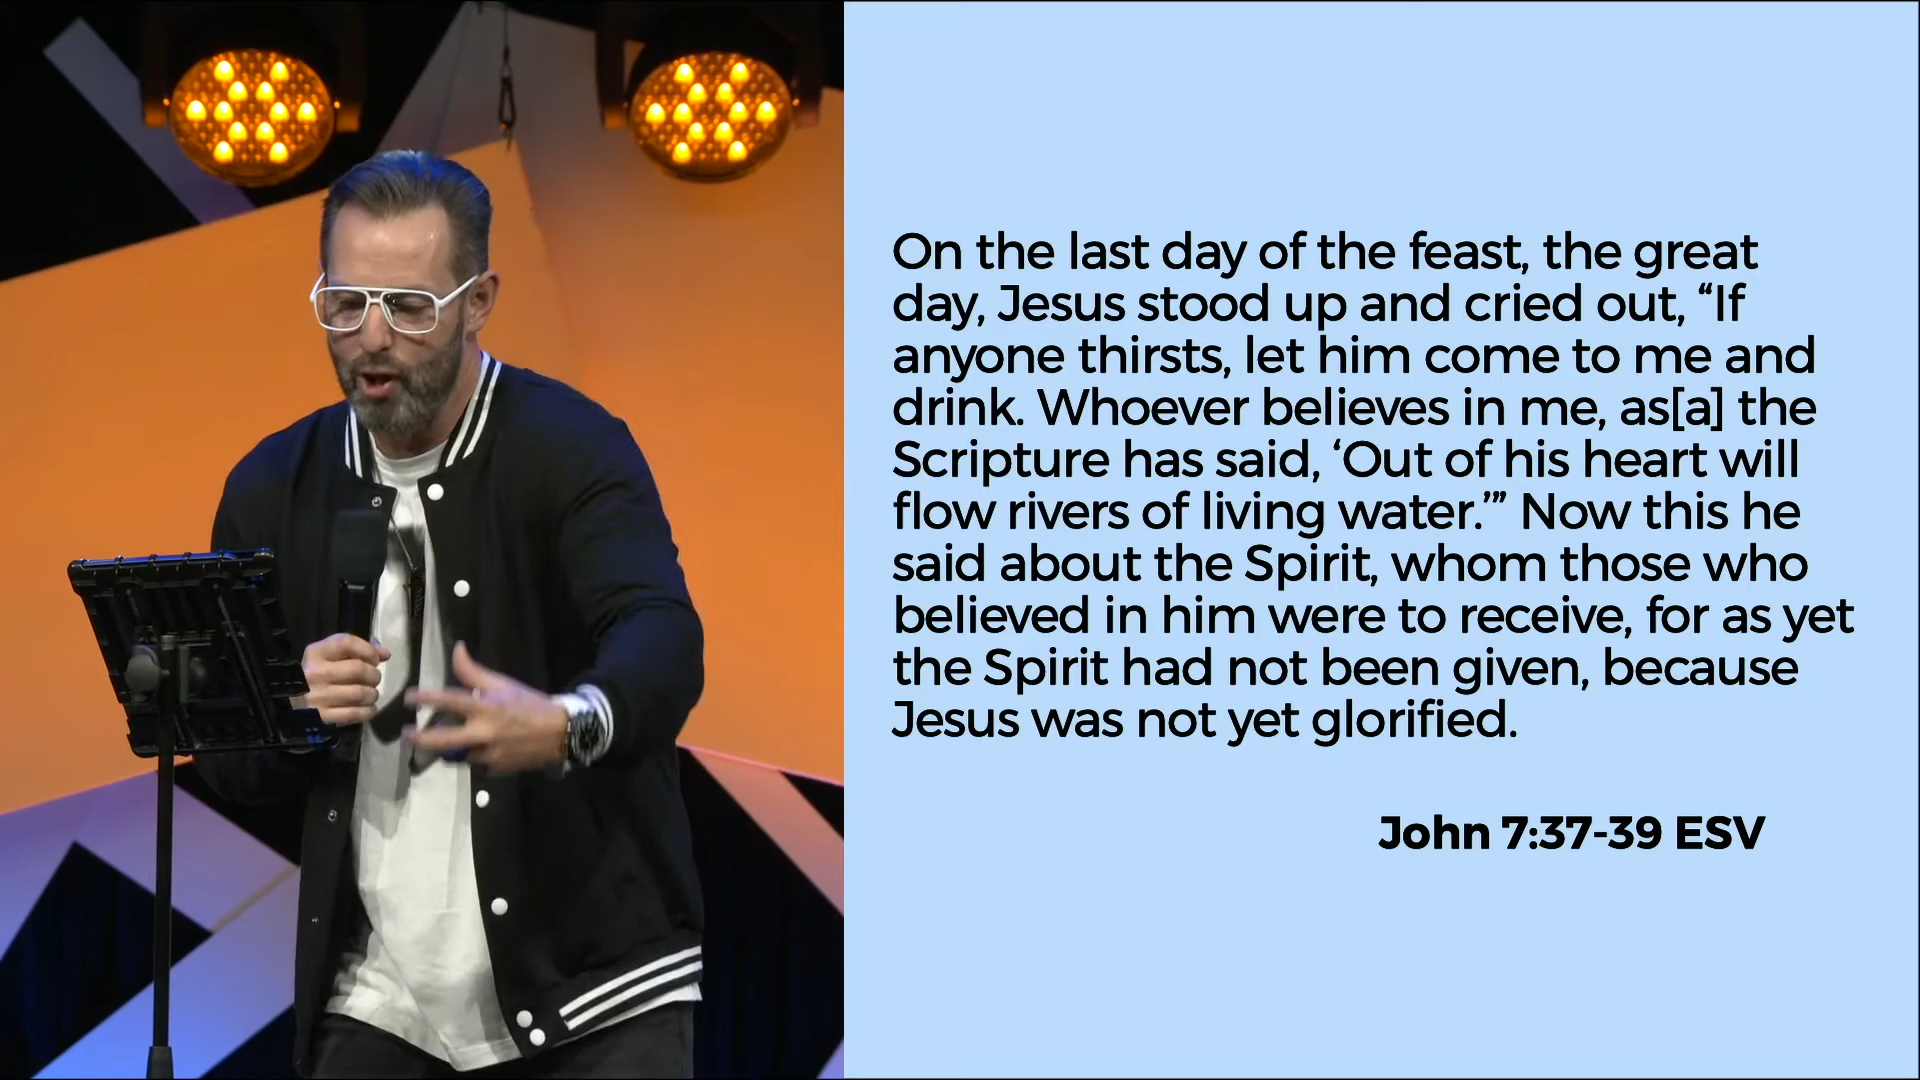 On the last day of the feast, the great
day, Jesus stood up and cried out, “If
anyone thirsts, let him come to me and
drink. Whoever believes in me, as[a] the
Scripture has said, ‘Out of his heart will
flow rivers of living water.’” Now this he
said about the Spirit, whom those who
believed in him were to receive, for as yet
the Spirit had not been given, because
Jesus was not yet glorified.
John 7:37-39 ESV